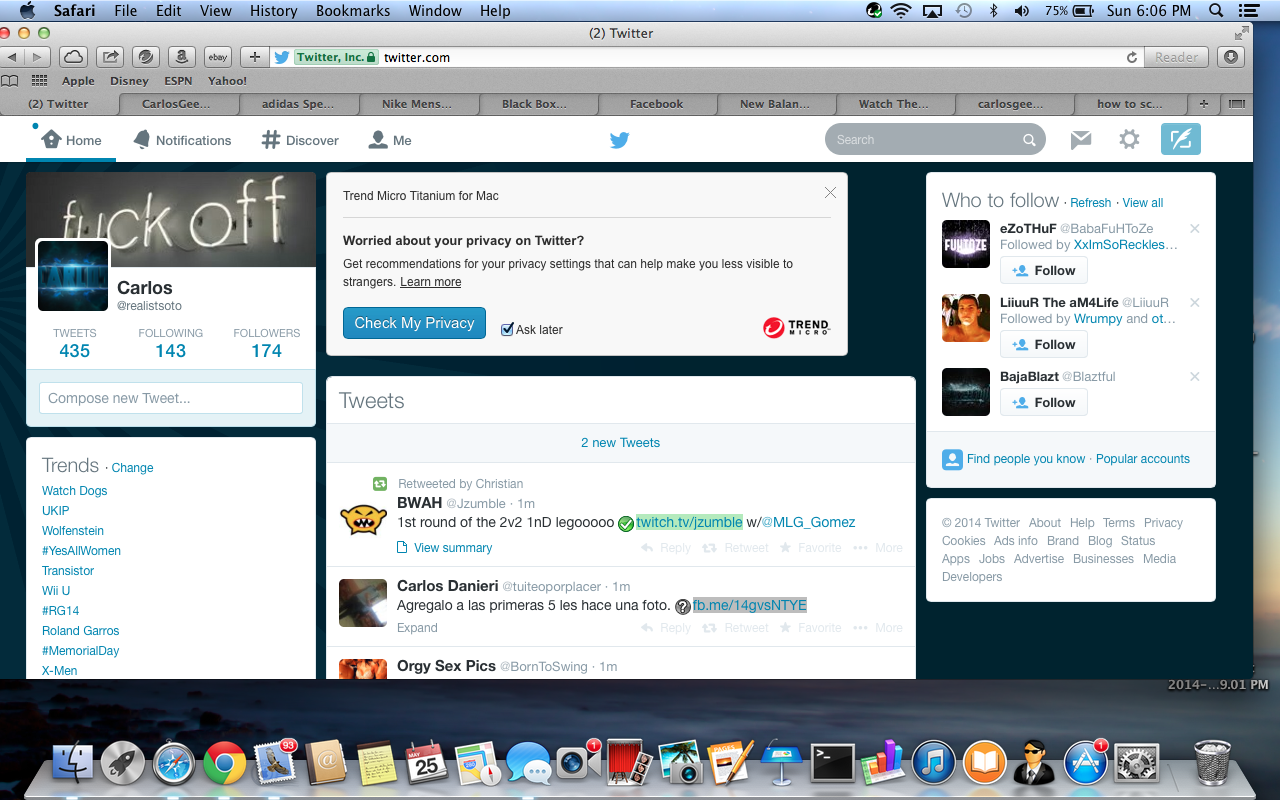 Safari File Edit View History Bookmarks Window Help 75% Sun 6:06 PM
(2) Twitter
ebay Twitter, Inc. twitter.com Reader
Apple Disney ESPN Yahoo!
(2) Twitter CarlosGee... adidas Spe... Nike Mens... Black Box... Facebook New Balan... Watch The... carlosgee... how to sc...
Home Notifications Discover Me Search
fuck off
Carlos
@realistsoto
TWEETS FOLLOWING FOLLOWERS
435 143 174
Compose new Tweet...
Trends · Change
Watch Dogs
UKIP
Wolfenstein
#YesAllWomen
Transistor
Wii U
#RG14
Roland Garros
#MemorialDay
X-Men
Trend Micro Titanium for Mac
Worried about your privacy on Twitter?
Get recommendations for your privacy settings that can help make you less visible to
strangers. Learn more
Check My Privacy Ask later TREND
MICRO
Tweets
2 new Tweets
Retweeted by Christian
BWAH @Jzumble · 1m
1st round of the 2v2 1nD legooooo twitch.tv/jzumble w/@MLG_Gomez
View summary Reply Retweet Favorite More
Carlos Danieri @tuiteoporplacer · 1m
Agregalo a las primeras 5 les hace una foto. fb.me/14gvsNTYE
Expand Reply Retweet Favorite More
Orgy Sex Pics @BornToSwing · 1m
Who to follow · Refresh · View all
eZoTHuF @BabaFuHToZe
Followed by XxImSoReckles...
Follow
LiiuuR The aM4Life @LiuuR
Followed by Wrumpy and ot...
Follow
BajaBlazt @Blaztful
Follow
Find people you know · Popular accounts
© 2014 Twitter About Help Terms Privacy
Cookies Ads info Brand Blog Status
Apps Jobs Advertise Businesses Media
Developers
2014-...9.01 PM
93 MAY 25 1 PAGES 1